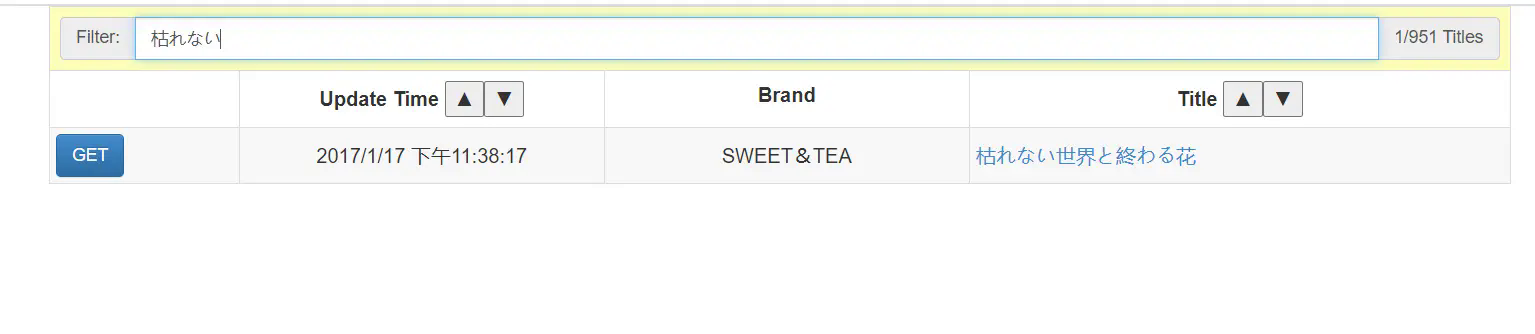 Filter: 枯れない 1/951 Titles
Update Time ▲ ▼ Brand Title ▲ ▼
GET 2017/1/17 下午11:38:17 SWEET＆TEA 枯れない世界と終わる花